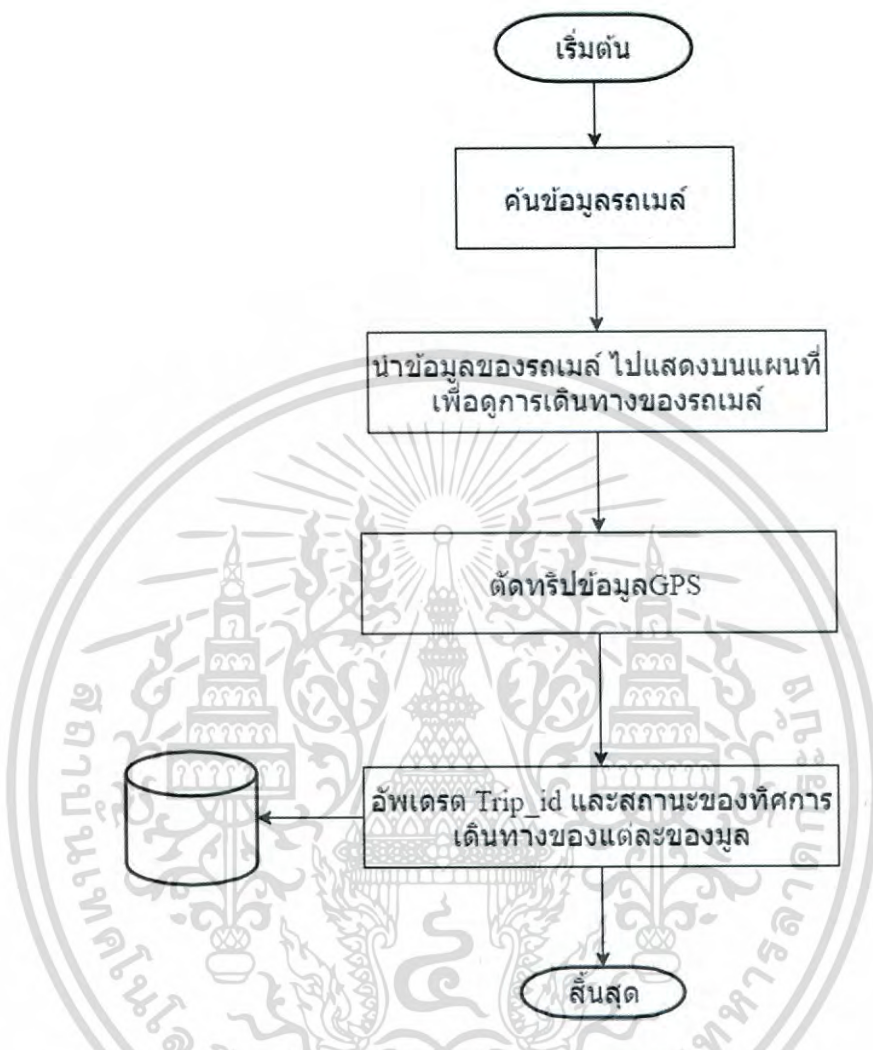 เริ่มต้น
ค้นข้อมูลรถเมล์
นำข้อมูลของรถเมล์ ไปแสดงบนแผนที่
เพื่อดูการเดินทางของรถเมล์
ตัดทริปข้อมูลGPS
อัพเดรด Trip_id และสถานะของทิศการ
เดินทางของแต่ละของมูล
สิ้นสุด